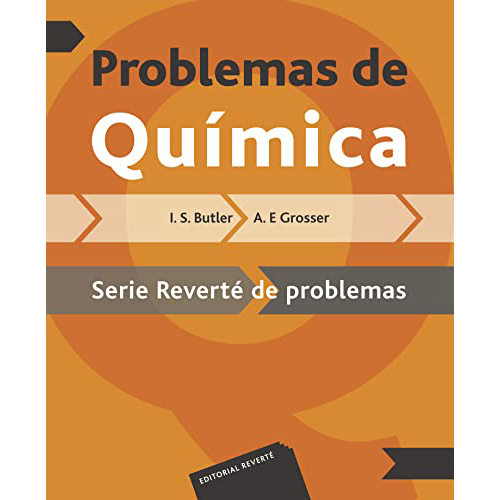 Problemas de
Química
I. S. Butler A. E Grosser
Serie Reverté de problemas
EDITORIAL REVERTÉ